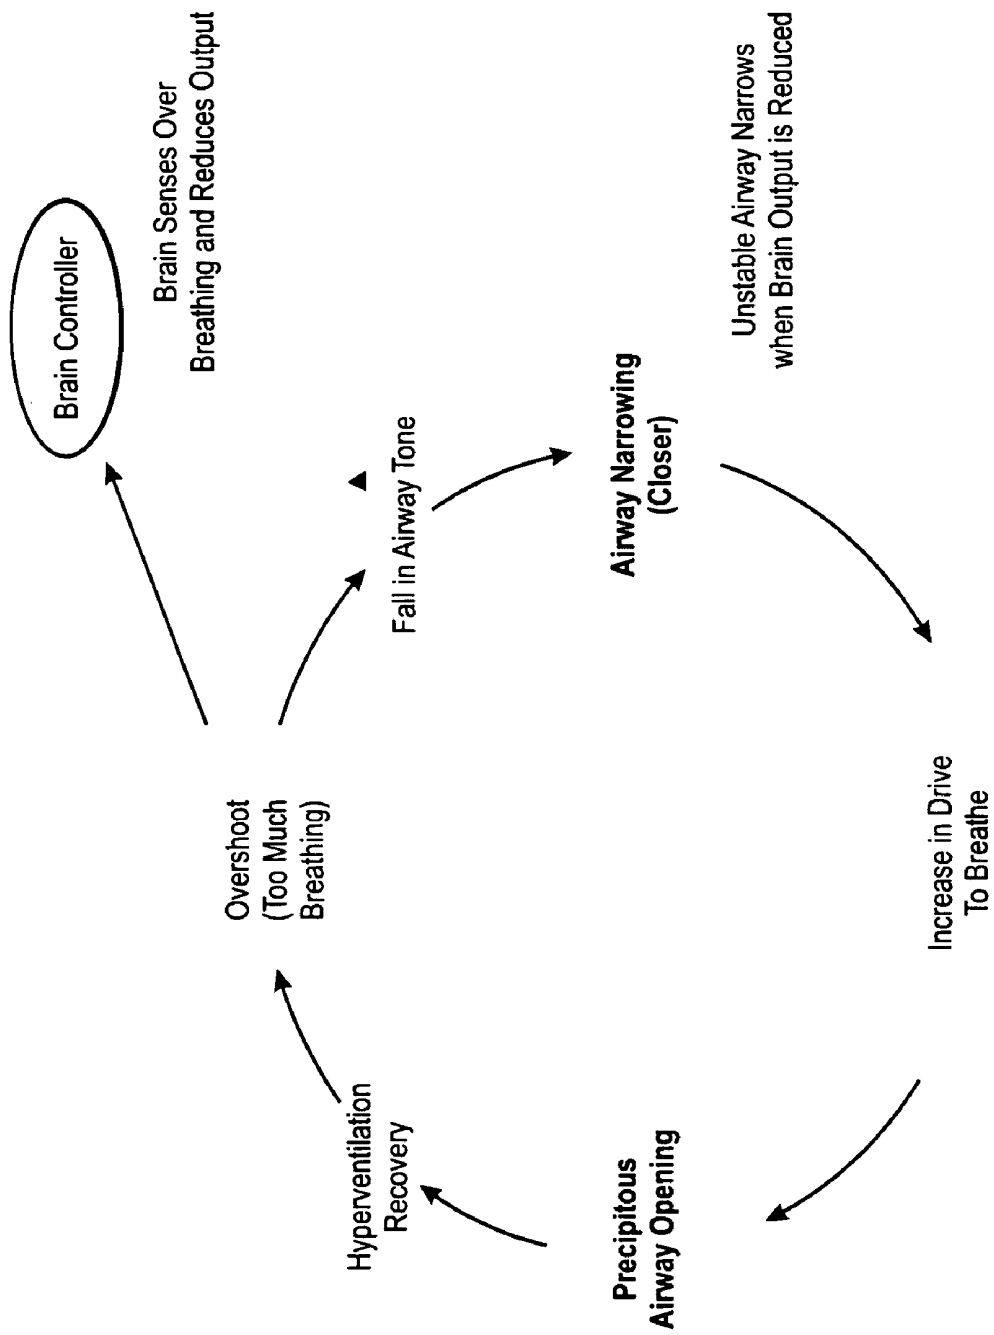 Brain Controller
Brain Senses Over
Breathing and Reduces Output
Overshoot
(Too Much
Breathing)
Fall in Airway Tone
Airway Narrowing
(Closer)
Unstable Airway Narrows
when Brain Output is Reduced
Increase in Drive
To Breathe
Precipitous
Airway Opening
Hyperventilation
Recovery